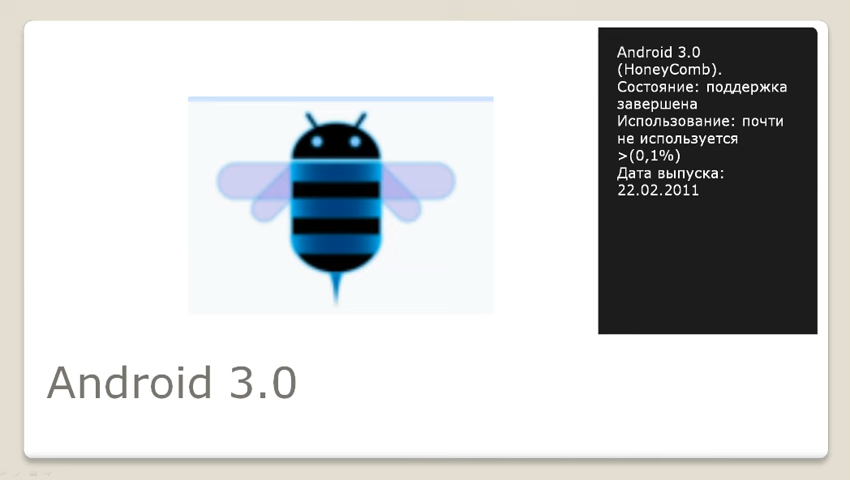 Android 3.0
(HoneyComb).
Состояние: поддержка
завершена
Использование: почти
не используется
>(0,1%)
Дата выпуска:
22.02.2011
Android 3.0